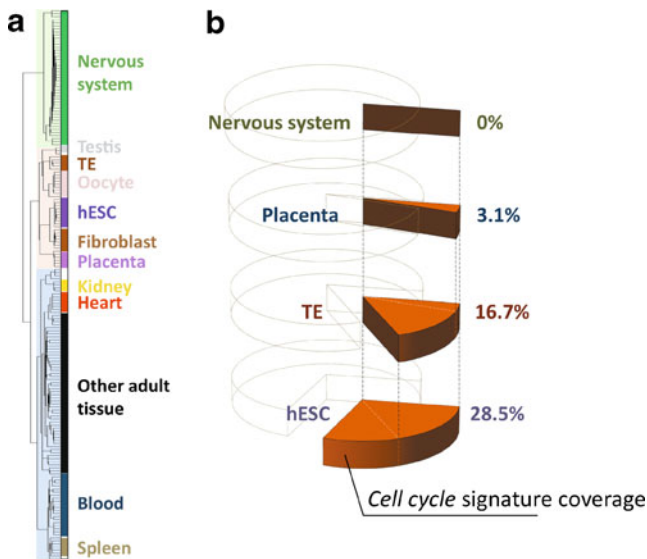 a
Nervous
system
Testis
TE
Oocyte
hESC
Fibroblast
Placenta
Kidney
Heart
Other adult
tissue
Blood
Spleen
b
Nervous system 0%
Placenta 3.1%
TE 16.7%
hESC 28.5%
Cell cycle signature coverage